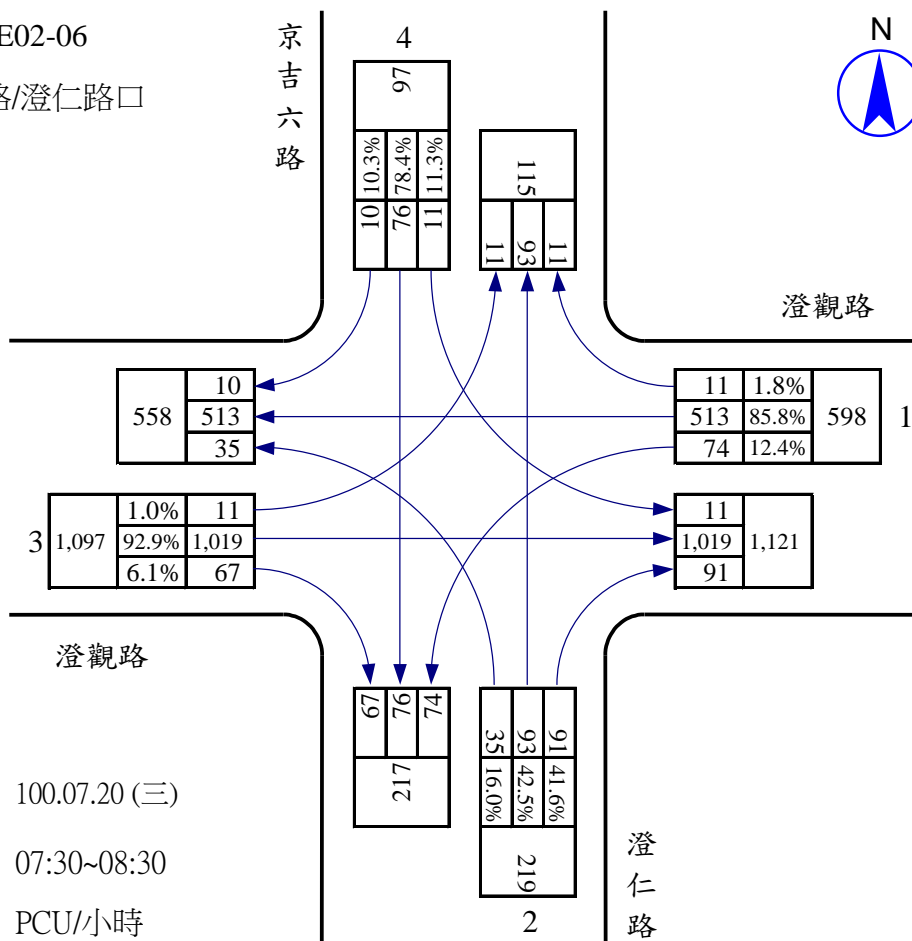 E02-06
路/澄仁路口
京吉六路
4
N
97
10.3% 78.4% 11.3%
10 76 11
115
11 93 11
澄觀路
558
10
513
35
11 1.8%
513 85.8%
74 12.4%
598
1
3
1,097
1.0% 11
92.9% 1,019
6.1% 67
11
1,019
91
1,121
澄觀路
67 76 74
217
35 93 91
16.0% 42.5% 41.6%
219
2
澄仁路
100.07.20 (三)
07:30~08:30
PCU/小時